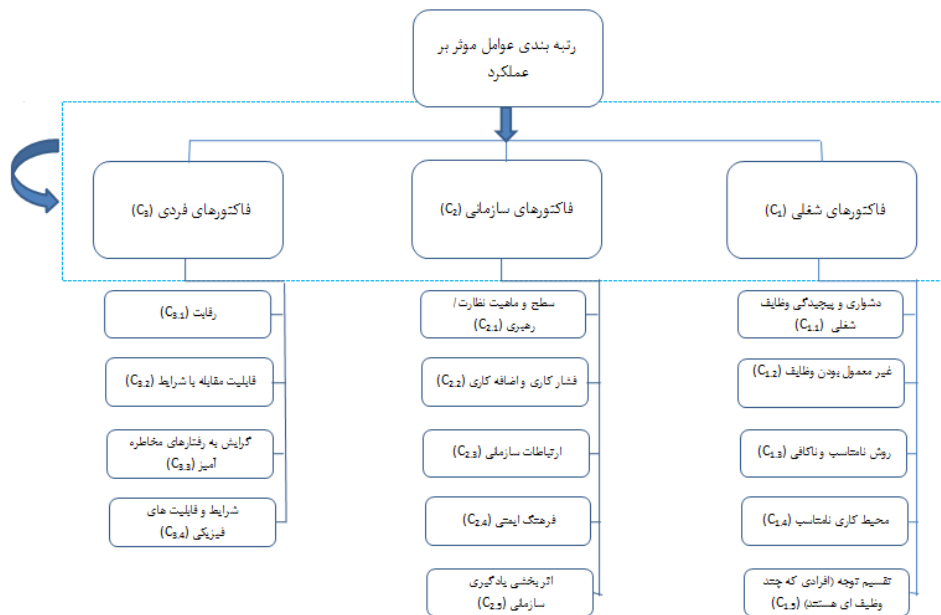 رتبه بندی عوامل موثر بر
عملکرد
فاکتورهای شغلی (C₁)
فاکتورهای سازمانی (C₂)
فاکتورهای فردی (C₃)
دشواری و پیچیدگی وظایف
شغلی (C₁.₁)
غیر معمول بودن وظایف (C₁.₂)
روش نامتاسب و ناکافی (C₁.₃)
محیط کاری نامتاسب (C₁.₄)
تقسیم توجه (افرادی که چند
وظیف ای هستند) (C₁.₅)
سطح و ماهیت نظارت/
رهبری (C₂.₁)
فشار کاری و اضافه کاری (C₂.₂)
ارتباطات سازمانی (C₂.₃)
فرهنگ ایمنی (C₂.₄)
اثربخشی یادگیری
سازمانی (C₂.₅)
رقابت (C₃.₁)
قابلیت مقابله با شرایط (C₃.₂)
گرایش به رفتارهای مخاطره
آمیز (C₃.₃)
شرایط و قابلیت های
فیزیکی (C₃.₄)